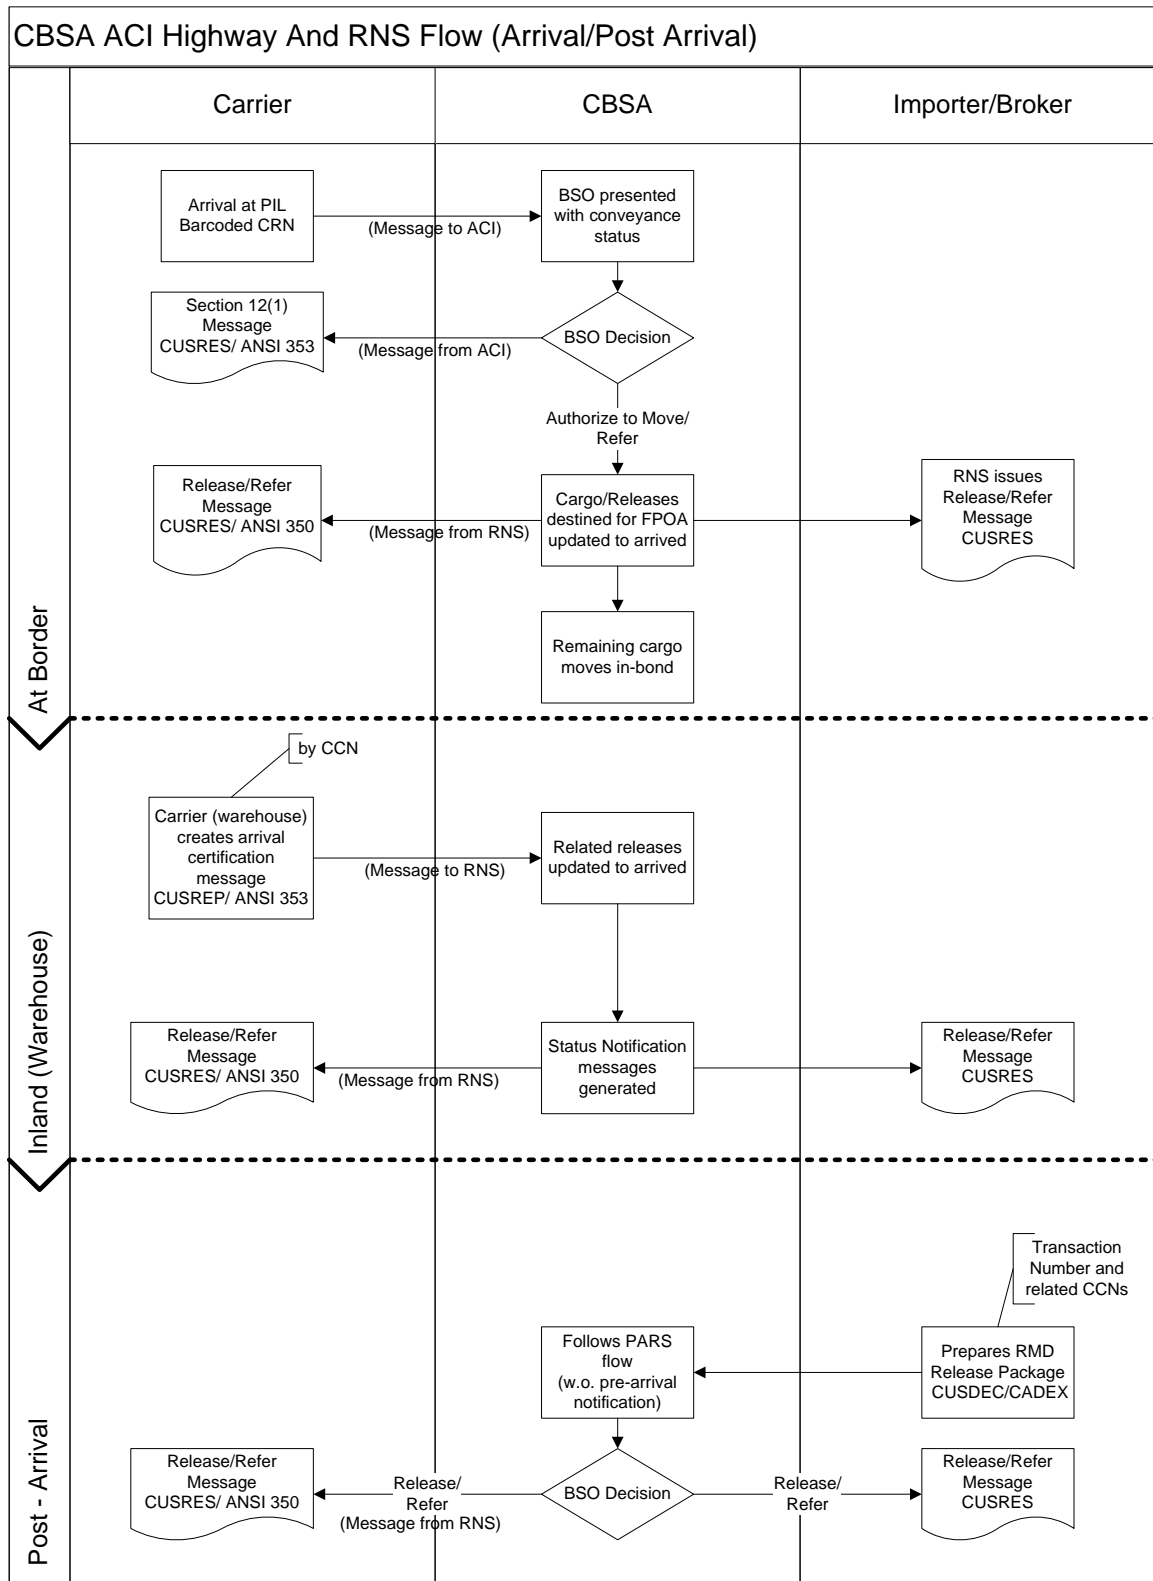 CBSA ACI Highway And RNS Flow (Arrival/Post Arrival)
Carrier
CBSA
Importer/Broker
At Border
Arrival at PIL
Barcoded CRN
(Message to ACI)
BSO presented
with conveyance
status
Section 12(1)
Message
CUSRES/ ANSI 353
(Message from ACI)
BSO Decision
Authorize to Move/
Refer
Release/Refer
Message
CUSRES/ ANSI 350
(Message from RNS)
Cargo/Releases
destined for FPOA
updated to arrived
RNS issues
Release/Refer
Message
CUSRES
Remaining cargo
moves in-bond
Inland (Warehouse)
by CCN
Carrier (warehouse)
creates arrival
certification
message
CUSREP/ ANSI 353
(Message to RNS)
Related releases
updated to arrived
Release/Refer
Message
CUSRES/ ANSI 350
(Message from RNS)
Status Notification
messages
generated
Release/Refer
Message
CUSRES
Post - Arrival
Transaction
Number and
related CCNs
Follows PARS
flow
(w.o. pre-arrival
notification)
Prepares RMD
Release Package
CUSDEC/CADEX
Release/Refer
Message
CUSRES/ ANSI 350
Release/
Refer
(Message from RNS)
BSO Decision
Release/
Refer
Release/Refer
Message
CUSRES